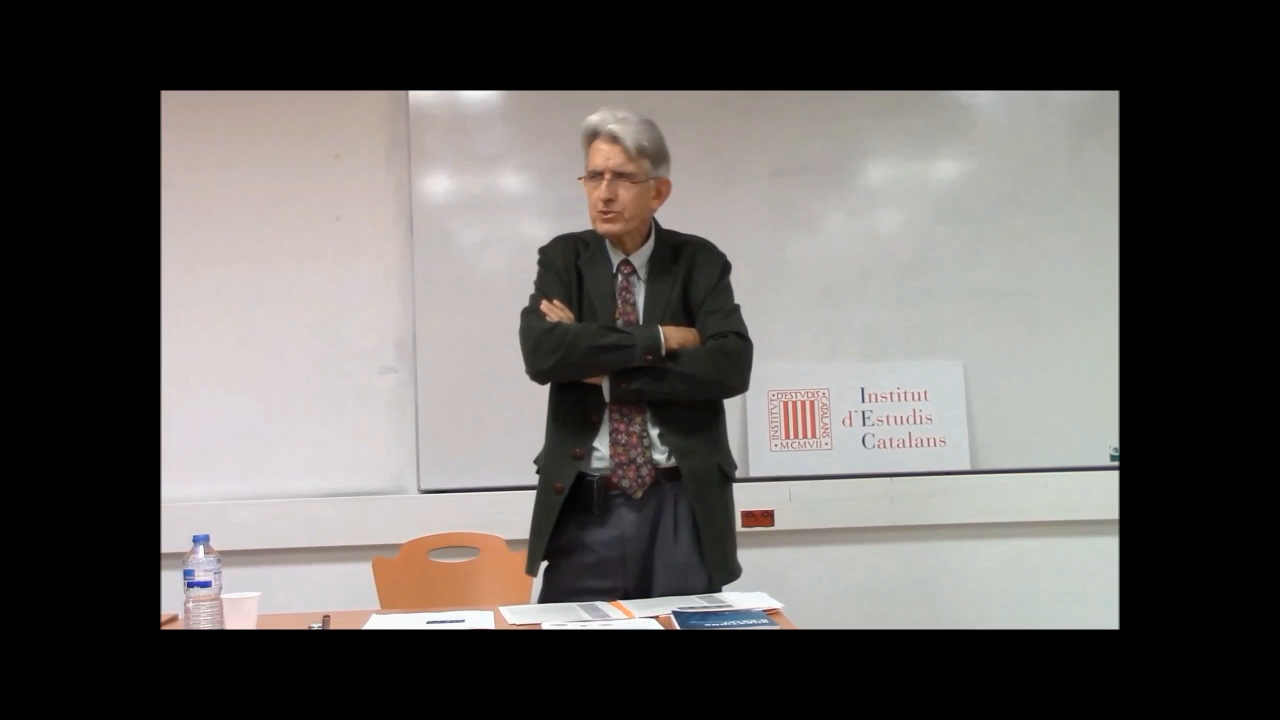 INSTITVT
D'ESTVDIS
CATALANS
MCMVII
Institut
d'Estudis
Catalans